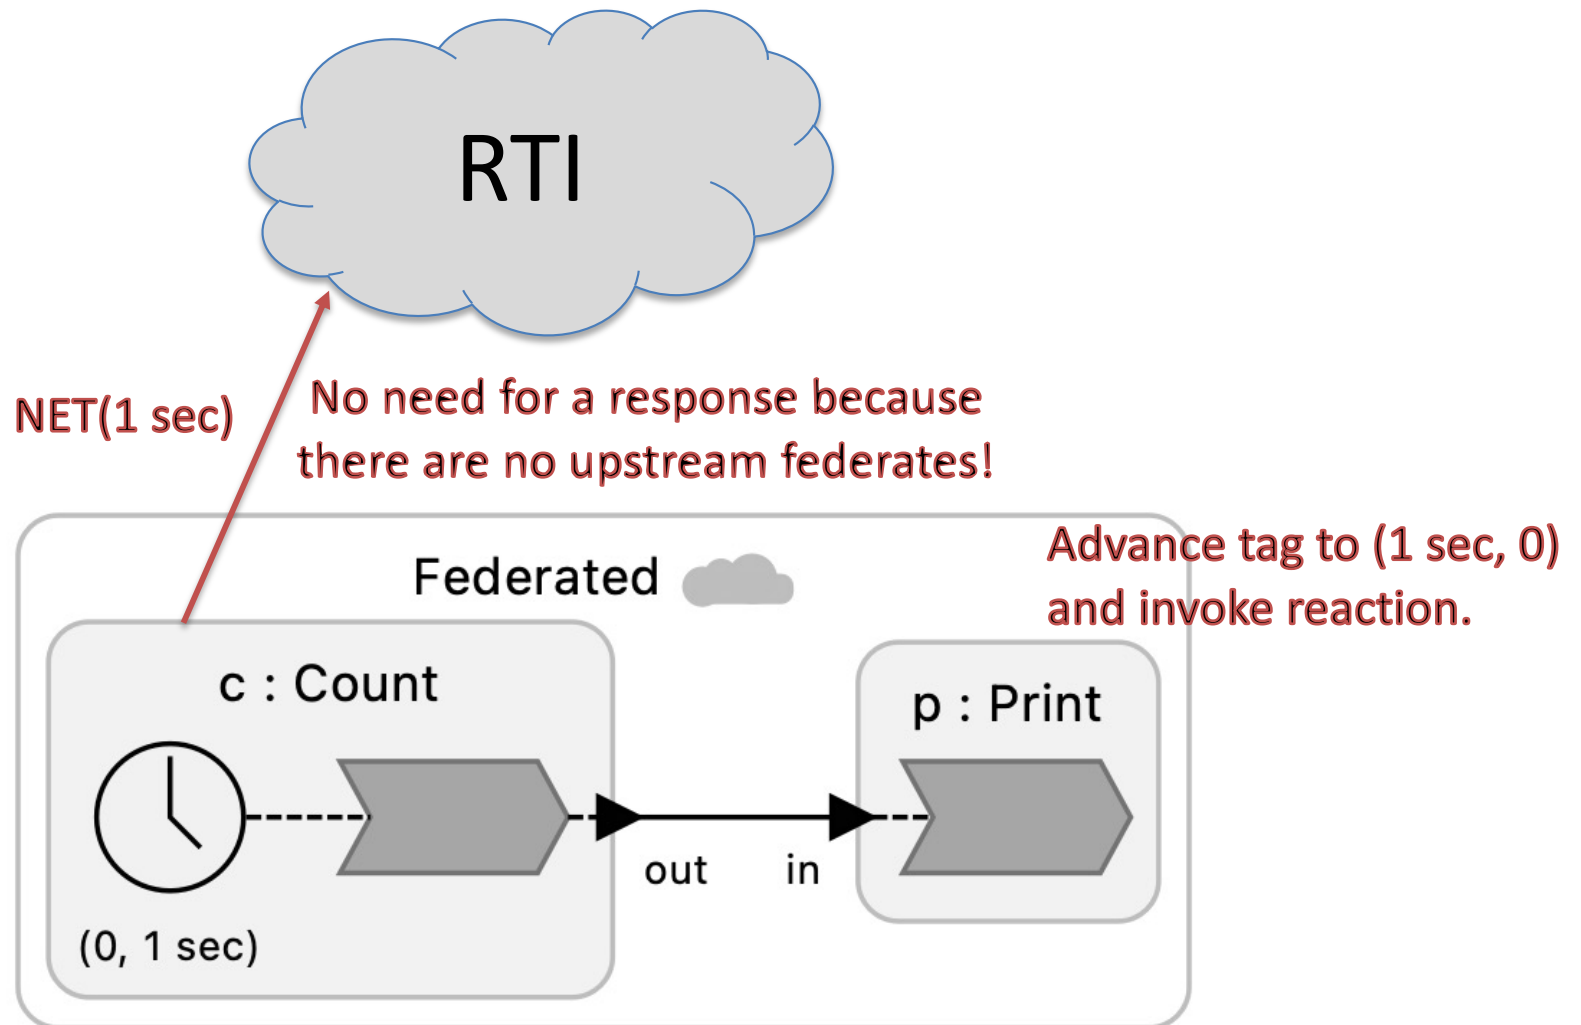 RTI
NET(1 sec)
No need for a response because
there are no upstream federates!
Federated
Advance tag to (1 sec, 0)
and invoke reaction.
c : Count
p : Print
out
in
(0, 1 sec)